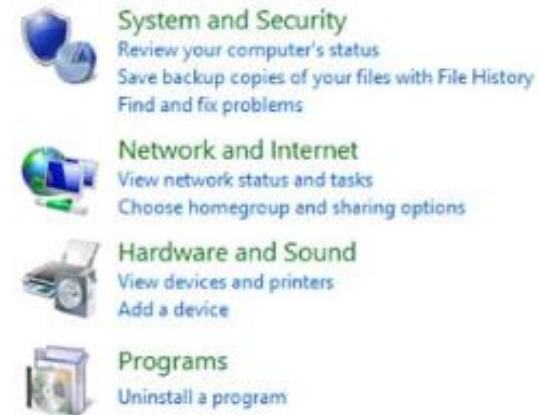 System and Security
Review your computer's status
Save backup copies of your files with File History
Find and fix problems
Network and Internet
View network status and tasks
Choose homegroup and sharing options
Hardware and Sound
View devices and printers
Add a device
Programs
Uninstall a program